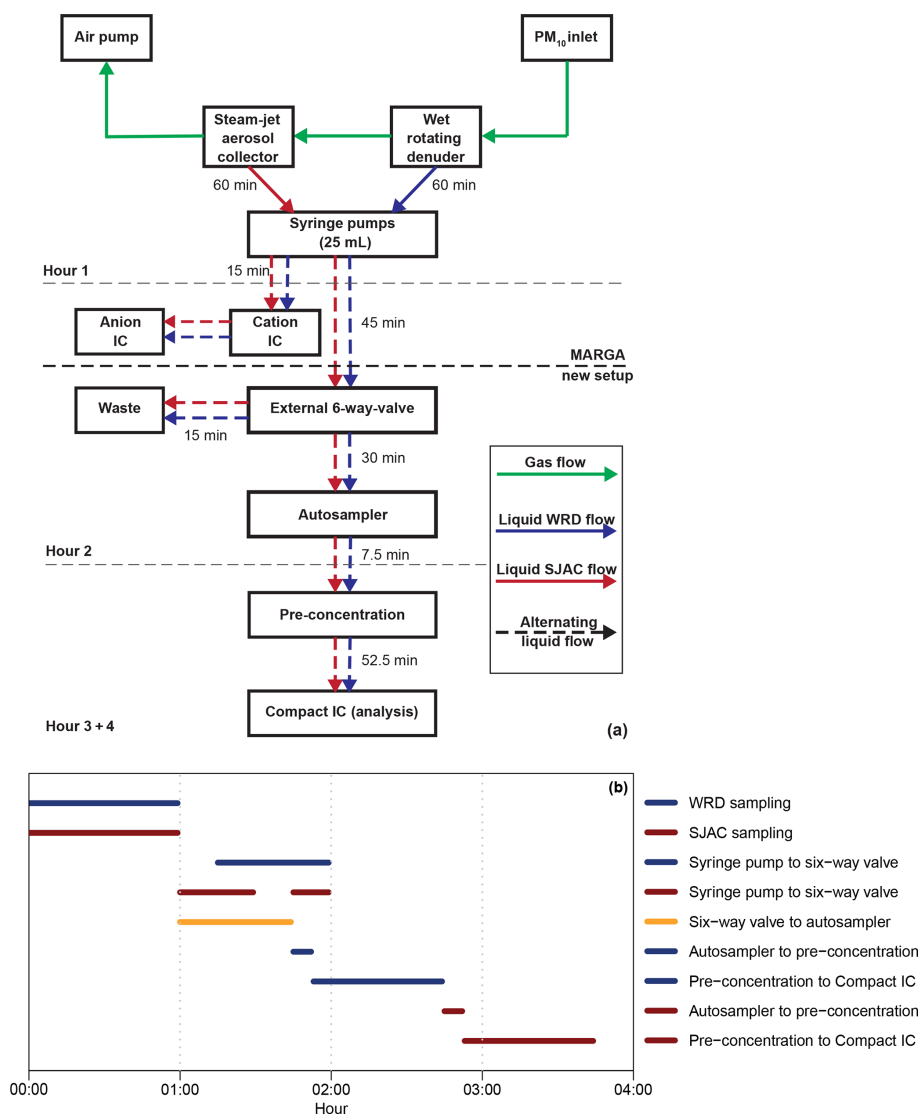 Air pump
PM10 inlet
Steam-jet
aerosol
collector
Wet
rotating
denuder
60 min
60 min
Syringe pumps
(25 mL)
Hour 1
15 min
Anion
IC
Cation
IC
45 min
MARGA
new setup
Waste
External 6-way-valve
15 min
30 min
Gas flow
Autosampler
Liquid WRD flow
Hour 2
7.5 min
Liquid SJAC flow
Pre-concentration
Alternating
liquid flow
52.5 min
Compact IC (analysis)
Hour 3 + 4
(a)
(b)
WRD sampling
SJAC sampling
Syringe pump to six−way valve
Syringe pump to six−way valve
Six−way valve to autosampler
Autosampler to pre−concentration
Pre−concentration to Compact IC
Autosampler to pre−concentration
Pre−concentration to Compact IC
00:00 01:00 02:00 03:00 04:00
Hour